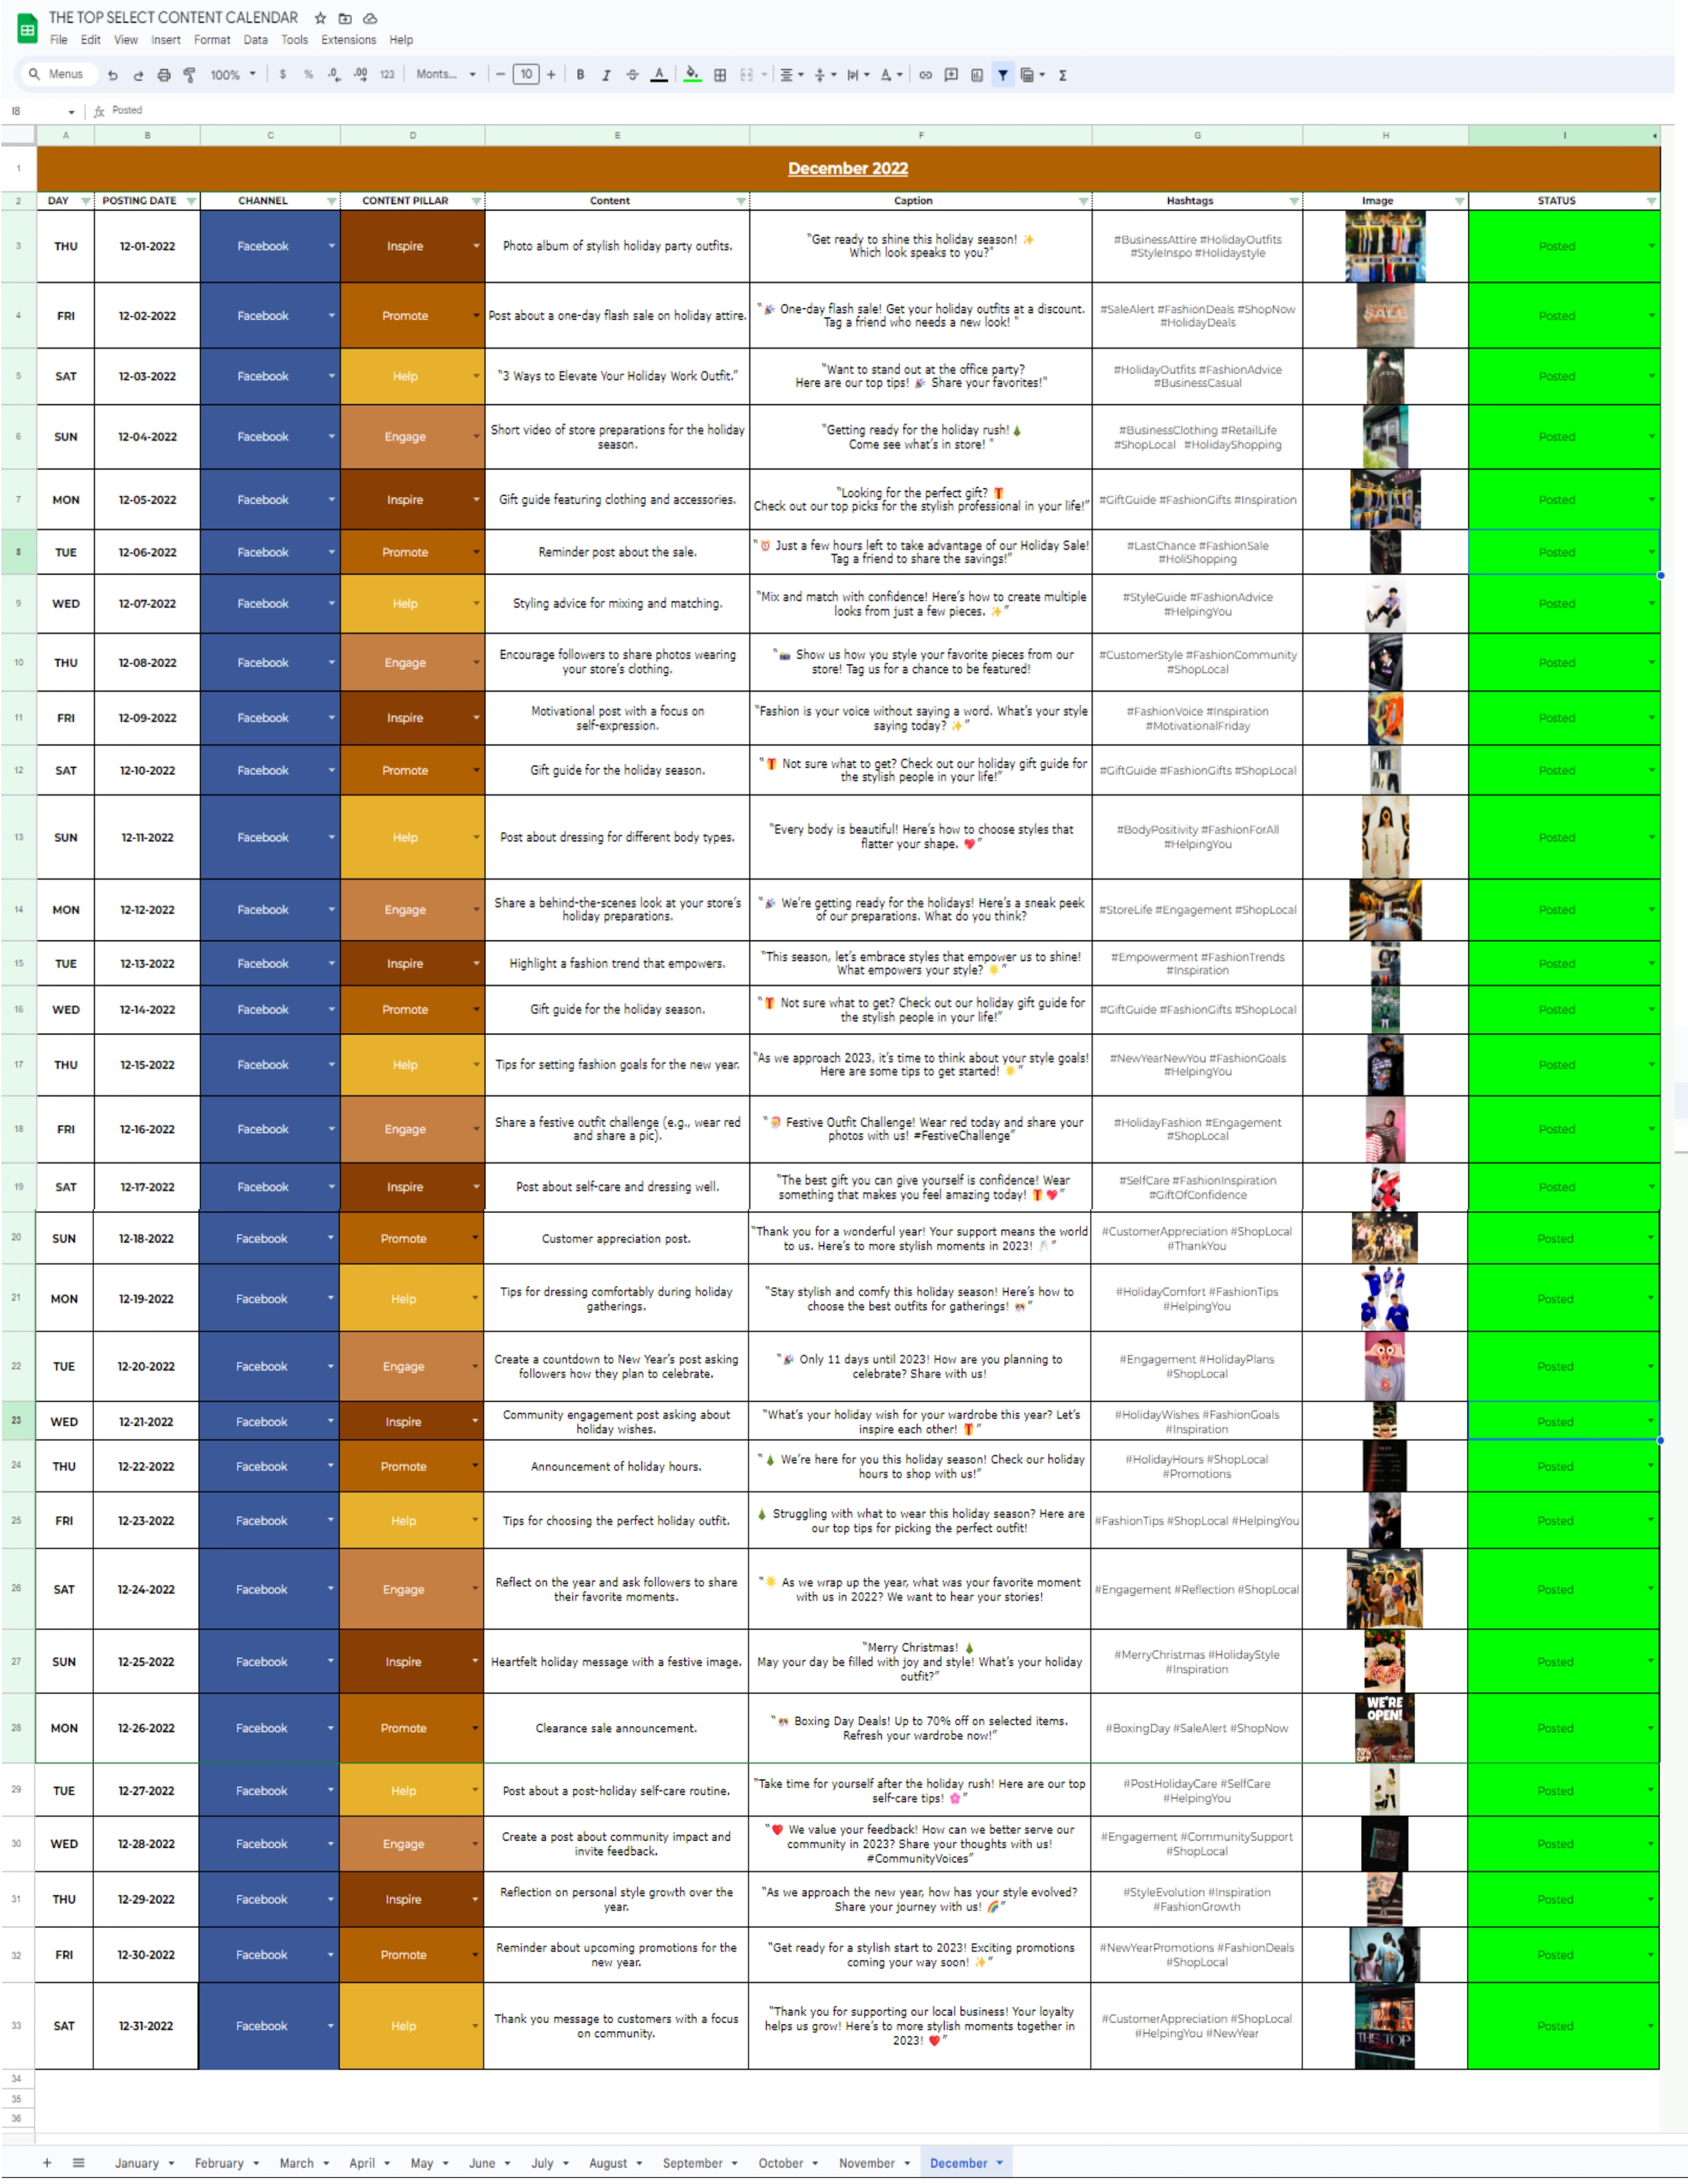 THE TOP SELECT CONTENT CALENDAR
File Edit View Insert Format Data Tools Extensions Help
Menus 100% $ % .0 .00 123 Monts... 10 B I A Σ
I8 fx Posted
A B C D E F G H I
1 December 2022
2 DAY POSTING DATE CHANNEL CONTENT PILLAR Content Caption Hashtags Image STATUS
3 THU 12-01-2022 Facebook Inspire Photo album of stylish holiday party outfits. "Get ready to shine this holiday season! ✨ Which look speaks to you?" #BusinessAttire #HolidayOutfits #StyleInspo #Holidaystyle Posted
4 FRI 12-02-2022 Facebook Promote Post about a one-day flash sale on holiday attire. "🎉 One-day flash sale! Get your holiday outfits at a discount. Tag a friend who needs a new look! " #SaleAlert #FashionDeals #ShopNow #HolidayDeals SALE Posted
5 SAT 12-03-2022 Facebook Help "3 Ways to Elevate Your Holiday Work Outfit." "Want to stand out at the office party? Here are our top tips! 🎉 Share your favorites!" #HolidayOutfits #FashionAdvice #BusinessCasual Posted
6 SUN 12-04-2022 Facebook Engage Short video of store preparations for the holiday season. "Getting ready for the holiday rush! 🎄 Come see what's in store! " #BusinessClothing #RetailLife #ShopLocal #HolidayShopping Posted
7 MON 12-05-2022 Facebook Inspire Gift guide featuring clothing and accessories. "Looking for the perfect gift? 🎁 Check out our top picks for the stylish professional in your life!" #GiftGuide #FashionGifts #Inspiration Posted
8 TUE 12-06-2022 Facebook Promote Reminder post about the sale. "⏰ Just a few hours left to take advantage of our Holiday Sale! Tag a friend to share the savings!" #LastChance #FashionSale #HoliShopping Posted
9 WED 12-07-2022 Facebook Help Styling advice for mixing and matching. "Mix and match with confidence! Here's how to create multiple looks from just a few pieces. ✨" #StyleGuide #FashionAdvice #HelpingYou Posted
10 THU 12-08-2022 Facebook Engage Encourage followers to share photos wearing your store's clothing. "📸 Show us how you style your favorite pieces from our store! Tag us for a chance to be featured! #CustomerStyle #FashionCommunity #ShopLocal Posted
11 FRI 12-09-2022 Facebook Inspire Motivational post with a focus on self-expression. "Fashion is your voice without saying a word. What's your style saying today? ✨" #FashionVoice #Inspiration #MotivationalFriday Posted
12 SAT 12-10-2022 Facebook Promote Gift guide for the holiday season. "🎁 Not sure what to get? Check out our holiday gift guide for the stylish people in your life!" #GiftGuide #FashionGifts #ShopLocal Posted
13 SUN 12-11-2022 Facebook Help Post about dressing for different body types. "Every body is beautiful! Here's how to choose styles that flatter your shape. 💖" #BodyPositivity #FashionForAll #HelpingYou Posted
14 MON 12-12-2022 Facebook Engage Share a behind-the-scenes look at your store's holiday preparations. "🎉 We're getting ready for the holidays! Here's a sneak peek of our preparations. What do you think? #StoreLife #Engagement #ShopLocal Posted
15 TUE 12-13-2022 Facebook Inspire Highlight a fashion trend that empowers. "This season, let's embrace styles that empower us to shine! What empowers your style? 🌟" #Empowerment #FashionTrends #Inspiration Posted
16 WED 12-14-2022 Facebook Promote Gift guide for the holiday season. "🎁 Not sure what to get? Check out our holiday gift guide for the stylish people in your life!" #GiftGuide #FashionGifts #ShopLocal Posted
17 THU 12-15-2022 Facebook Help Tips for setting fashion goals for the new year. "As we approach 2023, it's time to think about your style goals! Here are some tips to get started! 🌟" #NewYearNewYou #FashionGoals #HelpingYou Posted
18 FRI 12-16-2022 Facebook Engage Share a festive outfit challenge (e.g., wear red and share a pic). "🎅 Festive Outfit Challenge! Wear red today and share your photos with us! #FestiveChallenge" #HolidayFashion #Engagement #ShopLocal Posted
19 SAT 12-17-2022 Facebook Inspire Post about self-care and dressing well. "The best gift you can give yourself is confidence! Wear something that makes you feel amazing today! 🎁❤️" #SelfCare #FashionInspiration #GiftOfConfidence Posted
20 SUN 12-18-2022 Facebook Promote Customer appreciation post. "Thank you for a wonderful year! Your support means the world to us. Here's to more stylish moments in 2023! 🥂" #CustomerAppreciation #ShopLocal #ThankYou Posted
21 MON 12-19-2022 Facebook Help Tips for dressing comfortably during holiday gatherings. "Stay stylish and comfy this holiday season! Here's how to choose the best outfits for gatherings! 🎊" #HolidayComfort #FashionTips #HelpingYou Posted
22 TUE 12-20-2022 Facebook Engage Create a countdown to New Year's post asking followers how they plan to celebrate. "🎉 Only 11 days until 2023! How are you planning to celebrate? Share with us! #Engagement #HolidayPlans #ShopLocal Posted
23 WED 12-21-2022 Facebook Inspire Community engagement post asking about holiday wishes. "What's your holiday wish for your wardrobe this year? Let's inspire each other! 🎁" #HolidayWishes #FashionGoals #Inspiration Posted
24 THU 12-22-2022 Facebook Promote Announcement of holiday hours. "🎄 We're here for you this holiday season! Check our holiday hours to shop with us!" #HolidayHours #ShopLocal #Promotions Posted
25 FRI 12-23-2022 Facebook Help Tips for choosing the perfect holiday outfit. 🎄 Struggling with what to wear this holiday season? Here are our top tips for picking the perfect outfit! #FashionTips #ShopLocal #HelpingYou Posted
26 SAT 12-24-2022 Facebook Engage Reflect on the year and ask followers to share their favorite moments. "🌟 As we wrap up the year, what was your favorite moment with us in 2022? We want to hear your stories! #Engagement #Reflection #ShopLocal Posted
27 SUN 12-25-2022 Facebook Inspire Heartfelt holiday message with a festive image. "Merry Christmas! 🎄 May your day be filled with joy and style! What's your holiday outfit?" #MerryChristmas #HolidayStyle #Inspiration Posted
28 MON 12-26-2022 Facebook Promote Clearance sale announcement. "🎊 Boxing Day Deals! Up to 70% off on selected items. Refresh your wardrobe now!" #BoxingDay #SaleAlert #ShopNow WE'RE OPEN! 70% OFF Posted
29 TUE 12-27-2022 Facebook Help Post about a post-holiday self-care routine. "Take time for yourself after the holiday rush! Here are our top self-care tips! 🌸" #PostHolidayCare #SelfCare #HelpingYou Posted
30 WED 12-28-2022 Facebook Engage Create a post about community impact and invite feedback. "❤️ We value your feedback! How can we better serve our community in 2023? Share your thoughts with us! #CommunityVoices" #Engagement #CommunitySupport #ShopLocal Posted
31 THU 12-29-2022 Facebook Inspire Reflection on personal style growth over the year. "As we approach the new year, how has your style evolved? Share your journey with us! 🌈" #StyleEvolution #Inspiration #FashionGrowth Posted
32 FRI 12-30-2022 Facebook Promote Reminder about upcoming promotions for the new year. "Get ready for a stylish start to 2023! Exciting promotions coming your way soon! ✨" #NewYearPromotions #FashionDeals #ShopLocal Posted
33 SAT 12-31-2022 Facebook Help Thank you message to customers with a focus on community. "Thank you for supporting our local business! Your loyalty helps us grow! Here's to more stylish moments together in 2023! ❤️" #CustomerAppreciation #ShopLocal #HelpingYou #NewYear THE TOP Posted
34
35
36
+ January February March April May June July August September October November December